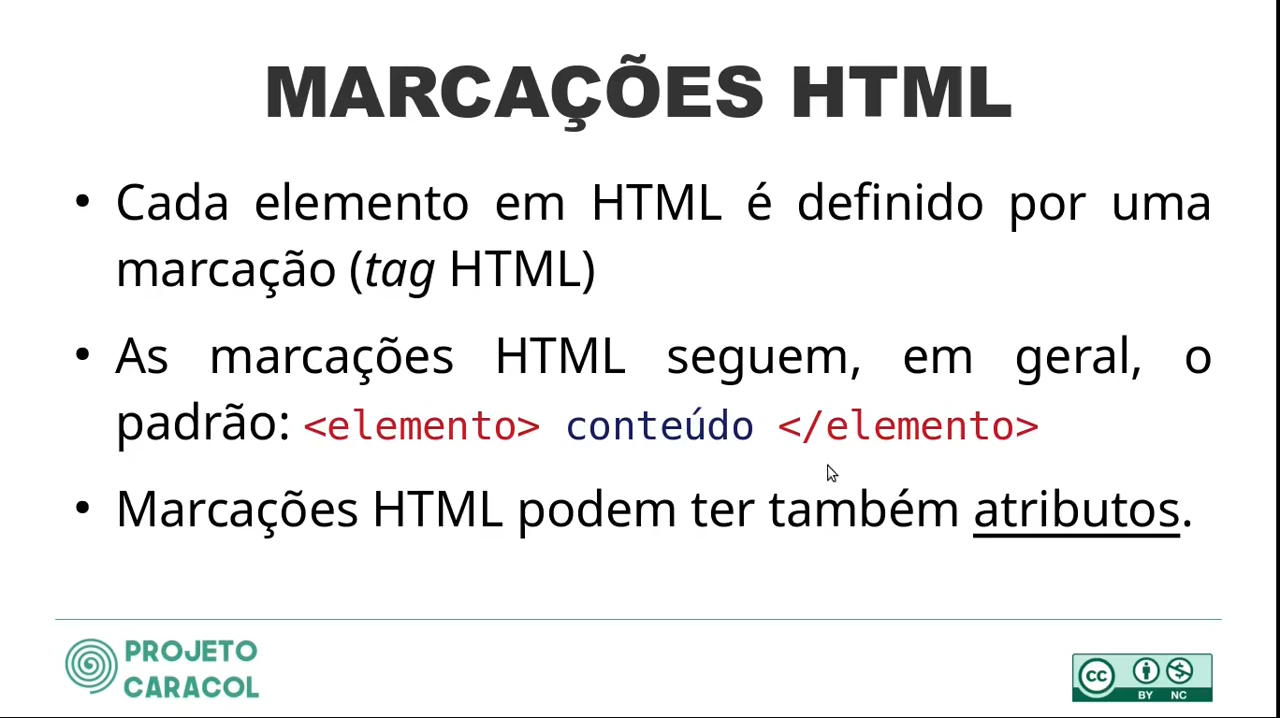 MARCAÇÕES HTML
• Cada elemento em HTML é definido por uma
marcação (tag HTML)
• As marcações HTML seguem, em geral, o
padrão: <elemento> conteúdo </elemento>
• Marcações HTML podem ter também atributos.
PROJETO
CARACOL
cc
BY NC